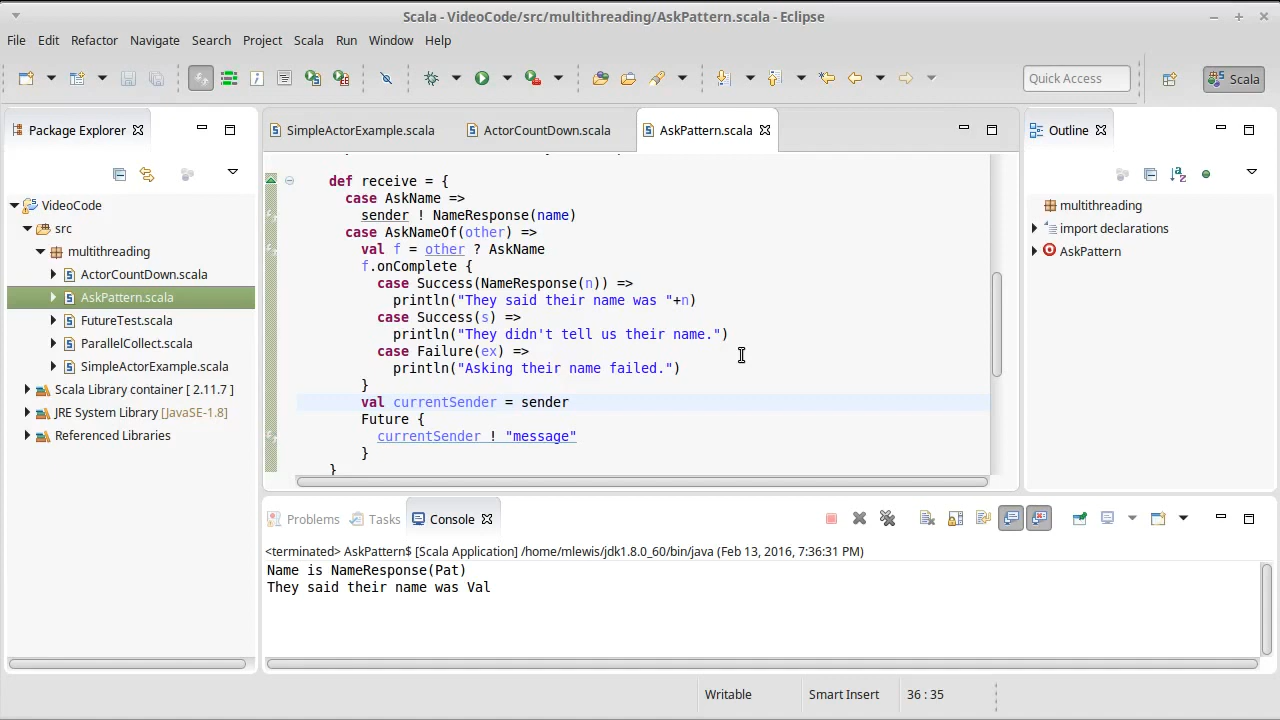 Scala - VideoCode/src/multithreading/AskPattern.scala - Eclipse
File Edit Refactor Navigate Search Project Scala Run Window Help
Quick Access
Scala
Package Explorer
VideoCode
src
multithreading
ActorCountDown.scala
AskPattern.scala
FutureTest.scala
ParallelCollect.scala
SimpleActorExample.scala
Scala Library container [ 2.11.7 ]
JRE System Library [JavaSE-1.8]
Referenced Libraries
SimpleActorExample.scala ActorCountDown.scala AskPattern.scala
def receive = {
case AskName =>
sender ! NameResponse(name)
case AskNameOf(other) =>
val f = other ? AskName
f.onComplete {
case Success(NameResponse(n)) =>
println("They said their name was "+n)
case Success(s) =>
println("They didn't tell us their name.")
case Failure(ex) =>
println("Asking their name failed.")
}
val currentSender = sender
Future {
currentSender ! "message"
}
}
Outline
multithreading
import declarations
AskPattern
Problems Tasks Console
<terminated> AskPattern$ [Scala Application] /home/mlewis/jdk1.8.0_60/bin/java (Feb 13, 2016, 7:36:31 PM)
Name is NameResponse(Pat)
They said their name was Val
Writable Smart Insert 36 : 35